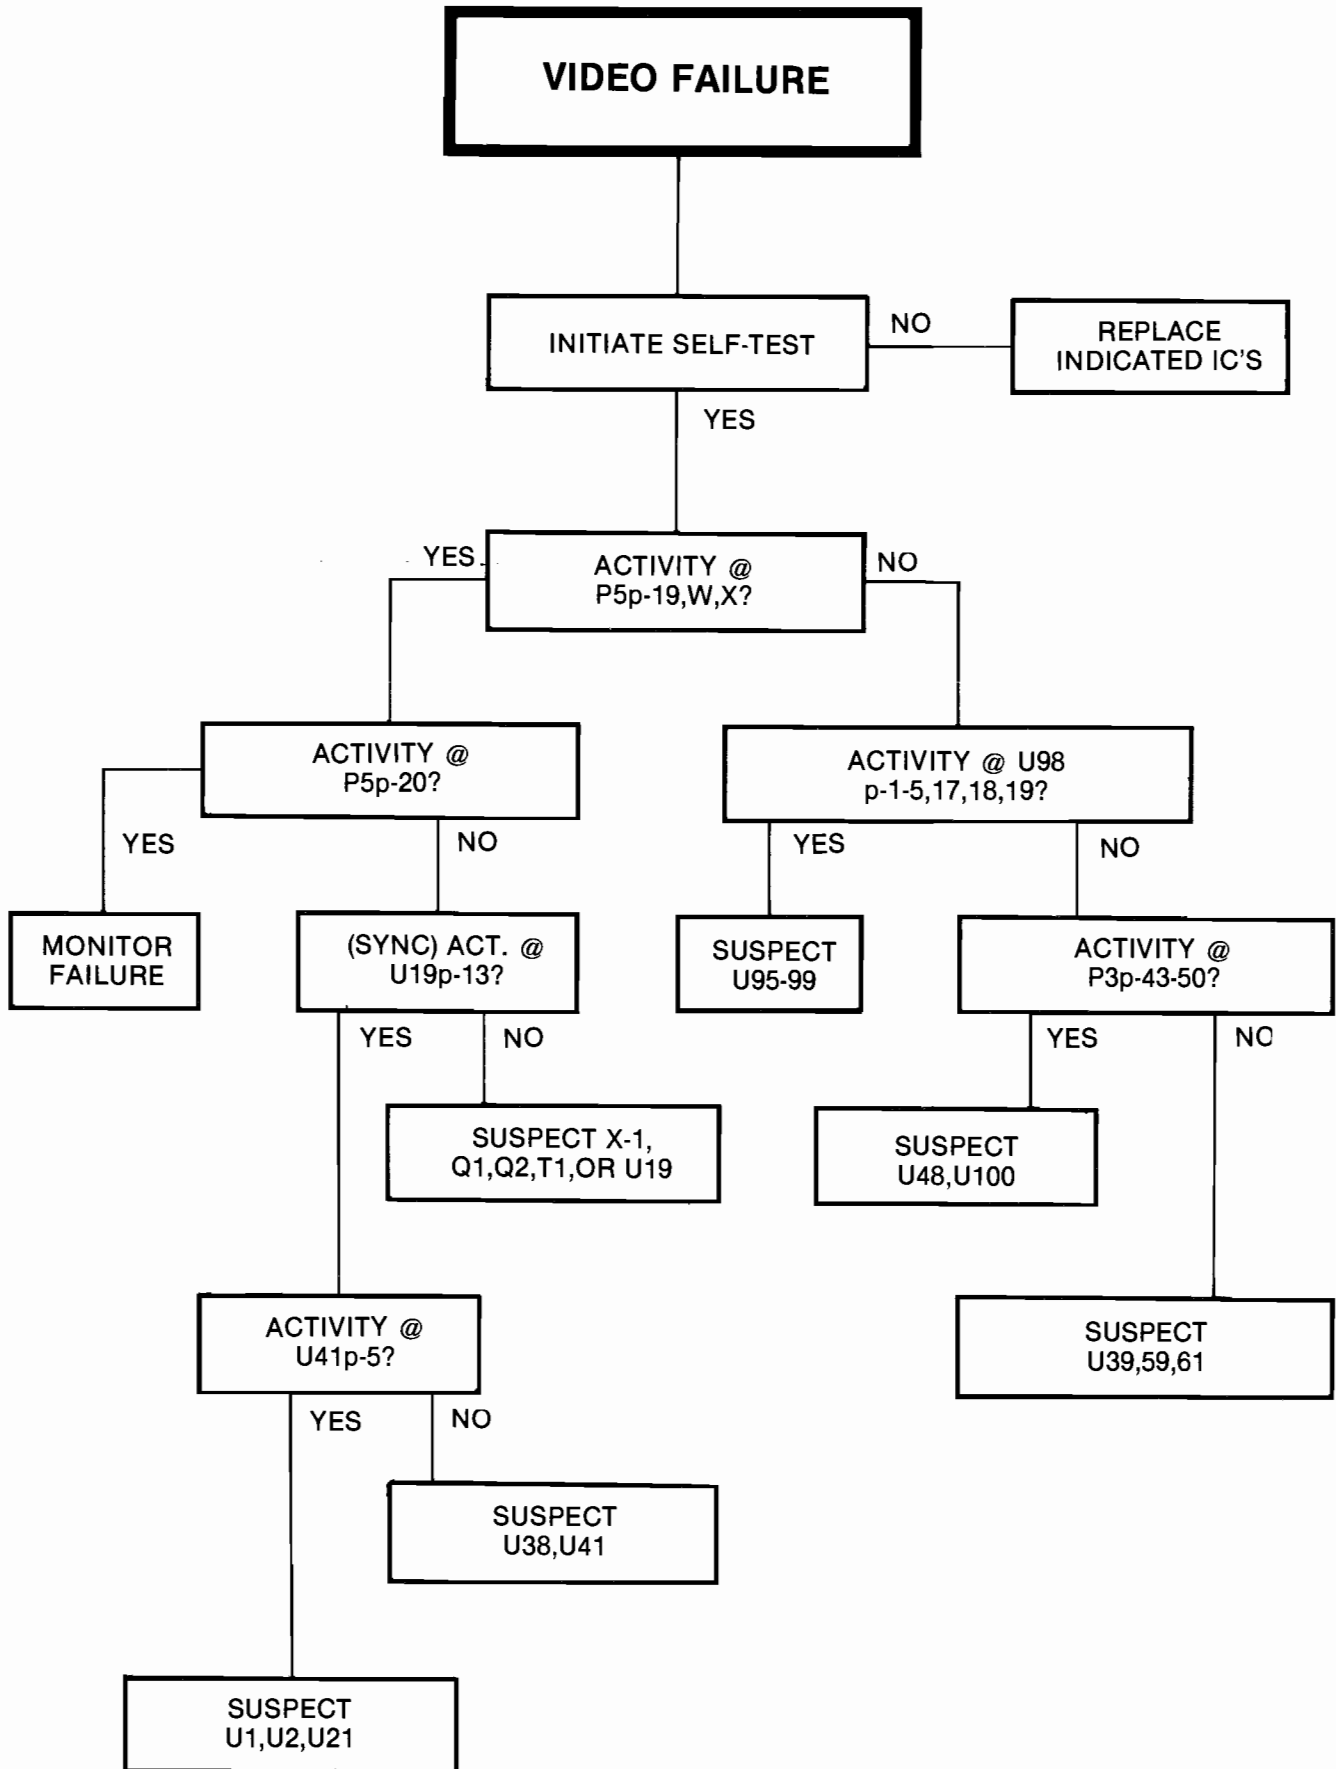 VIDEO FAILURE
INITIATE SELF-TEST
NO
REPLACE
INDICATED IC'S
YES
YES
ACTIVITY @
P5p-19,W,X?
NO
ACTIVITY @
P5p-20?
ACTIVITY @ U98
p-1-5,17,18,19?
YES
NO
YES
NO
MONITOR
FAILURE
(SYNC) ACT. @
U19p-13?
SUSPECT
U95-99
ACTIVITY @
P3p-43-50?
YES
NO
YES
NO
SUSPECT X-1,
Q1,Q2,T1,OR U19
SUSPECT
U48,U100
ACTIVITY @
U41p-5?
SUSPECT
U39,59,61
YES
NO
SUSPECT
U38,U41
SUSPECT
U1,U2,U21